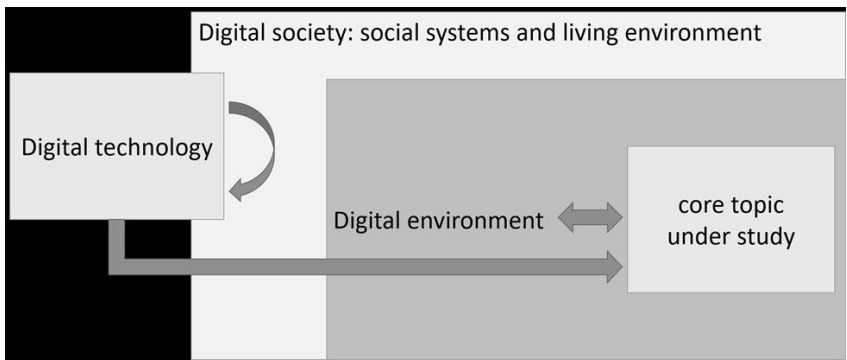 Digital society: social systems and living environment
Digital technology
Digital environment
core topic
under study